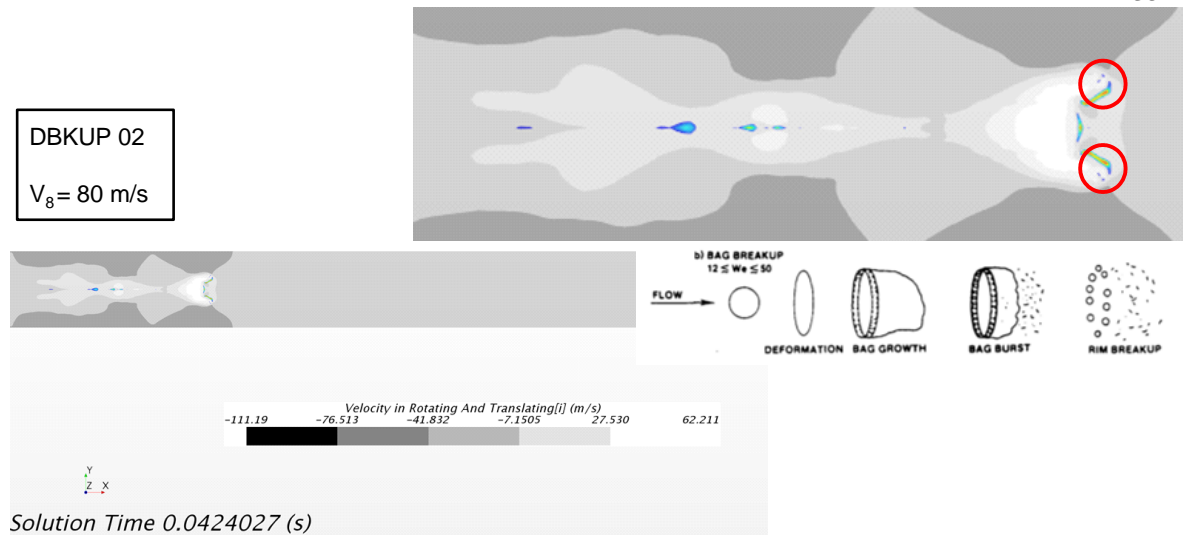 DBKUP 02
V₈= 80 m/s
b) BAG BREAKUP
12 ≤ We ≤ 50
FLOW
DEFORMATION BAG GROWTH BAG BURST RIM BREAKUP
Velocity in Rotating And Translating[i] (m/s)
-111.19 -76.513 -41.832 -7.1505 27.530 62.211
Y
Z X
Solution Time 0.0424027 (s)